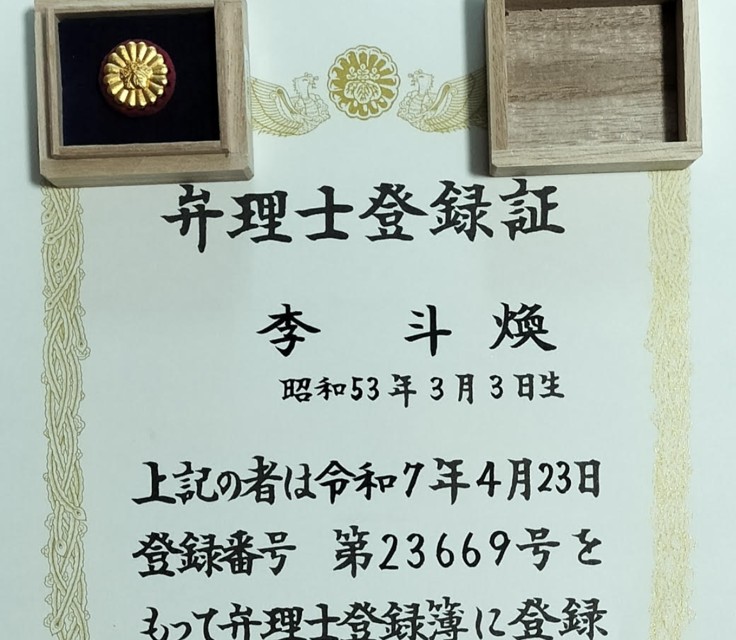 弁理士登録証
李 斗煥
昭和53年3月3日生
上記の者は令和7年4月23日
登録番号 第23669号を
もって弁理士登録簿に登録